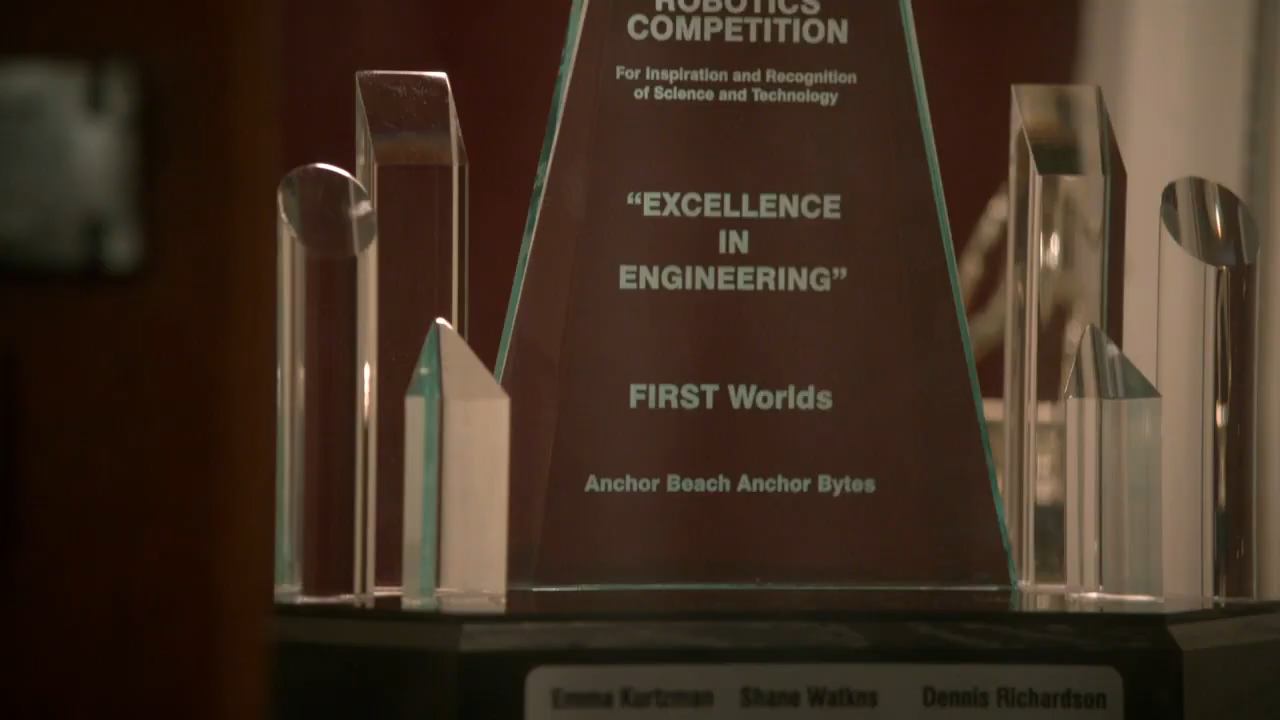 ROBOTICS
COMPETITION
For Inspiration and Recognition
of Science and Technology
“EXCELLENCE
IN
ENGINEERING”
FIRST Worlds
Anchor Beach Anchor Bytes
Emma Kurtzman Shane Watkns Dennis Richardson